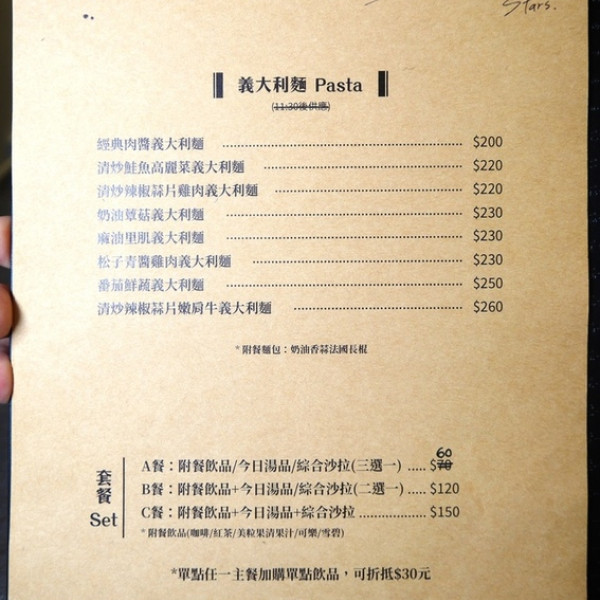 Stars.
義大利麵 Pasta
(11:30後供應)
經典肉醬義大利麵 $200
清炒鮭魚高麗菜義大利麵 $220
清炒辣椒蒜片雞肉義大利麵 $220
奶油蕈菇義大利麵 $230
麻油里肌義大利麵 $230
松子青醬雞肉義大利麵 $230
番茄鮮蔬義大利麵 $250
清炒辣椒蒜片嫩肩牛義大利麵 $260
*附餐麵包：奶油香蒜法國長棍
套餐 Set
60
A餐：附餐飲品/今日湯品/綜合沙拉(三選一) ..... $70
B餐：附餐飲品+今日湯品/綜合沙拉(二選一) ..... $120
C餐：附餐飲品+今日湯品+綜合沙拉 .................. $150
*附餐飲品(咖啡/紅茶/美粒果清果汁/可樂/雪碧)
*單點任一主餐加購單點飲品，可折抵$30元